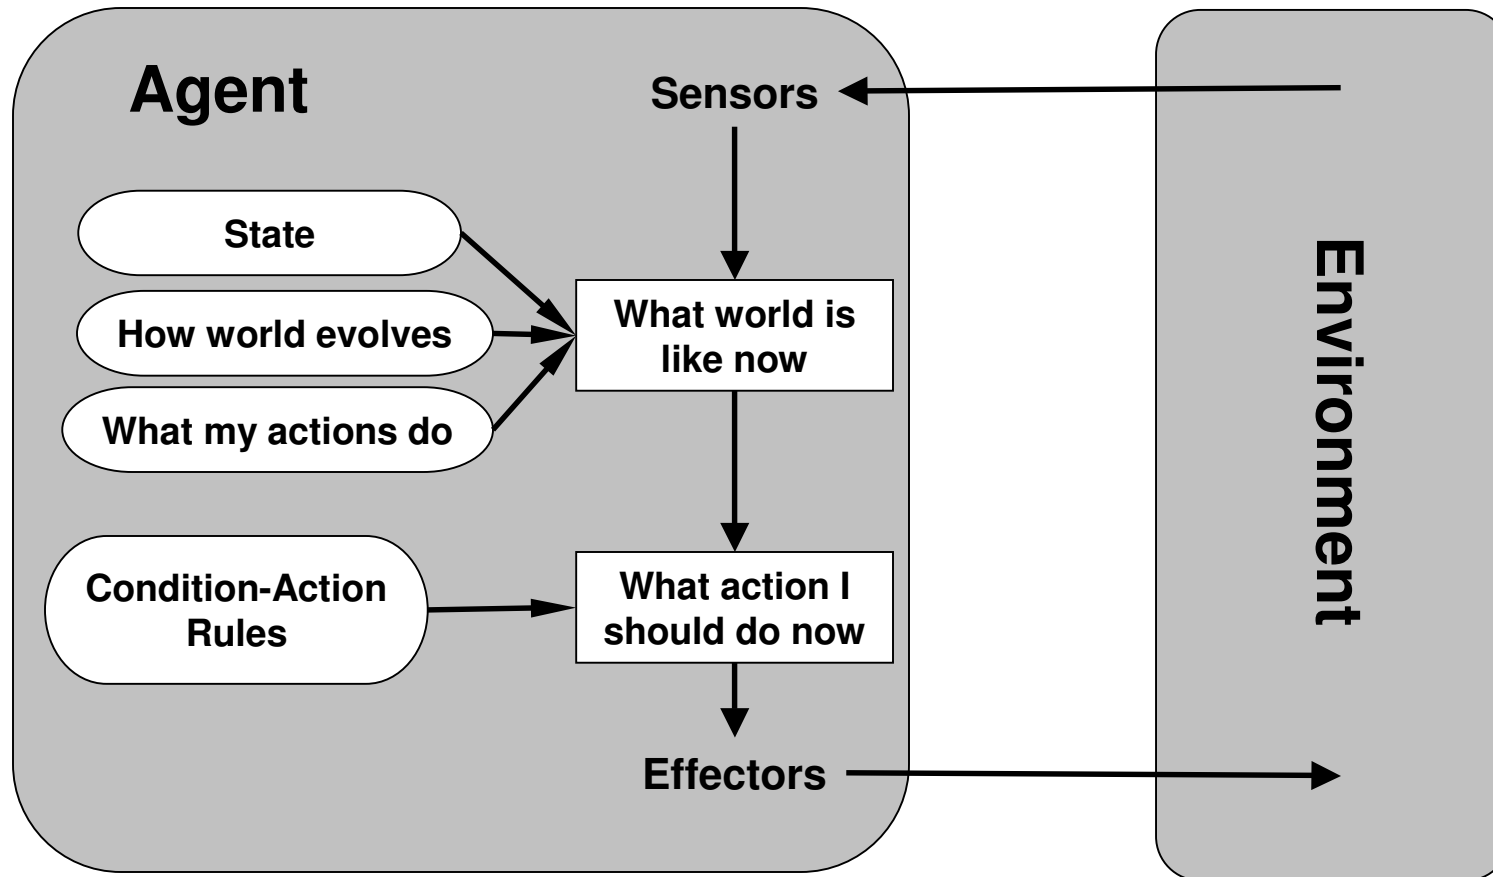 Agent
Sensors
State
How world evolves
What my actions do
What world is
like now
Condition-Action
Rules
What action I
should do now
Effectors
Environment